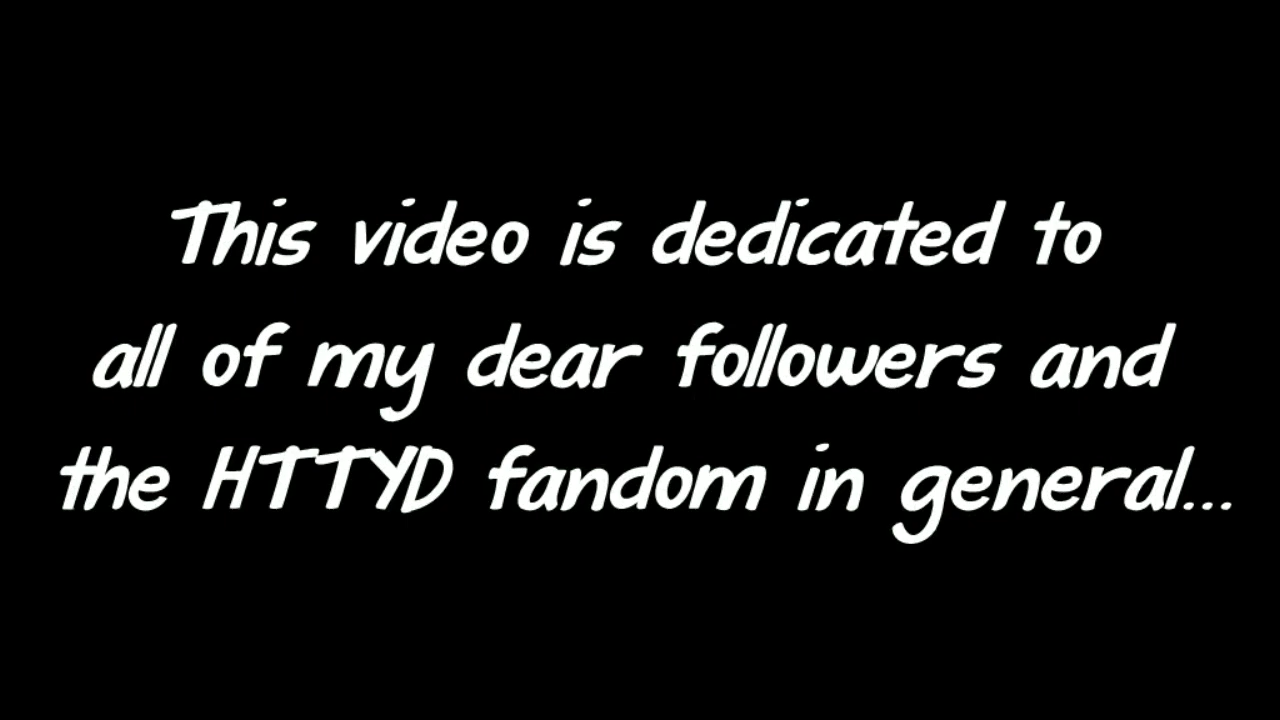 This video is dedicated to
all of my dear followers and
the HTTYD fandom in general...